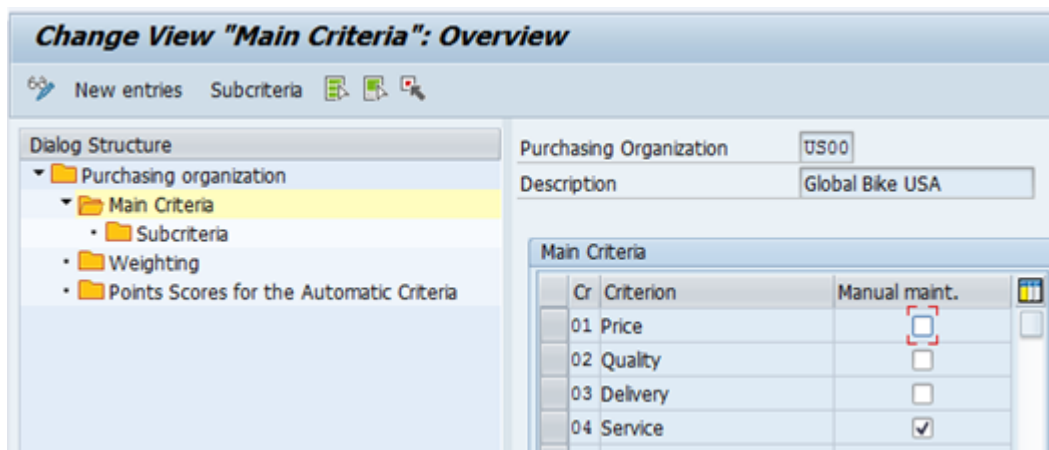 Change View "Main Criteria": Overview
New entries Subcriteria
Dialog Structure
Purchasing organization
Main Criteria
Subcriteria
Weighting
Points Scores for the Automatic Criteria
Purchasing Organization US00
Description Global Bike USA
Main Criteria
Cr Criterion Manual maint.
01 Price
02 Quality
03 Delivery
04 Service